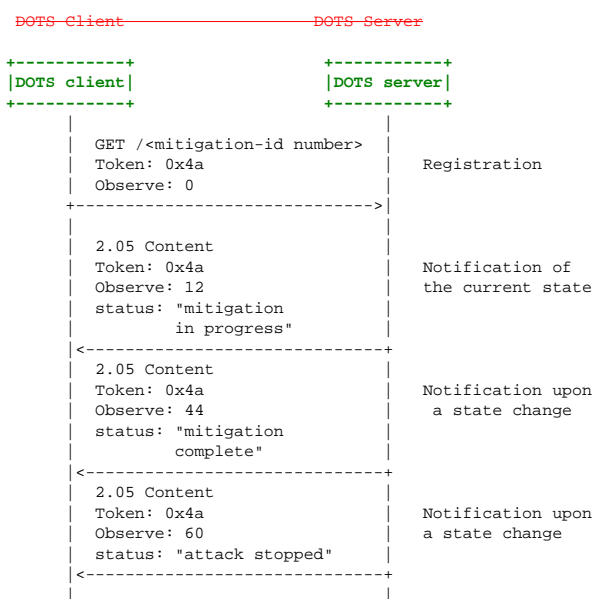 DOTS Client                   DOTS Server
+-----------+                   +-----------+
|DOTS client|                   |DOTS server|
+-----------+                   +-----------+
      |                               |
      |  GET /<mitigation-id number>  |
      |  Token: 0x4a                  |   Registration
      |  Observe: 0                   |
      +------------------------------>|
      |                               |
      |  2.05 Content                 |
      |  Token: 0x4a                  |   Notification of
      |  Observe: 12                  |   the current state
      |  status: "mitigation          |
      |          in progress"         |
      |<------------------------------+
      |  2.05 Content                 |
      |  Token: 0x4a                  |   Notification upon
      |  Observe: 44                  |    a state change
      |  status: "mitigation          |
      |          complete"            |
      |<------------------------------+
      |  2.05 Content                 |
      |  Token: 0x4a                  |   Notification upon
      |  Observe: 60                  |   a state change
      |  status: "attack stopped"     |
      |<------------------------------+
      |                               |